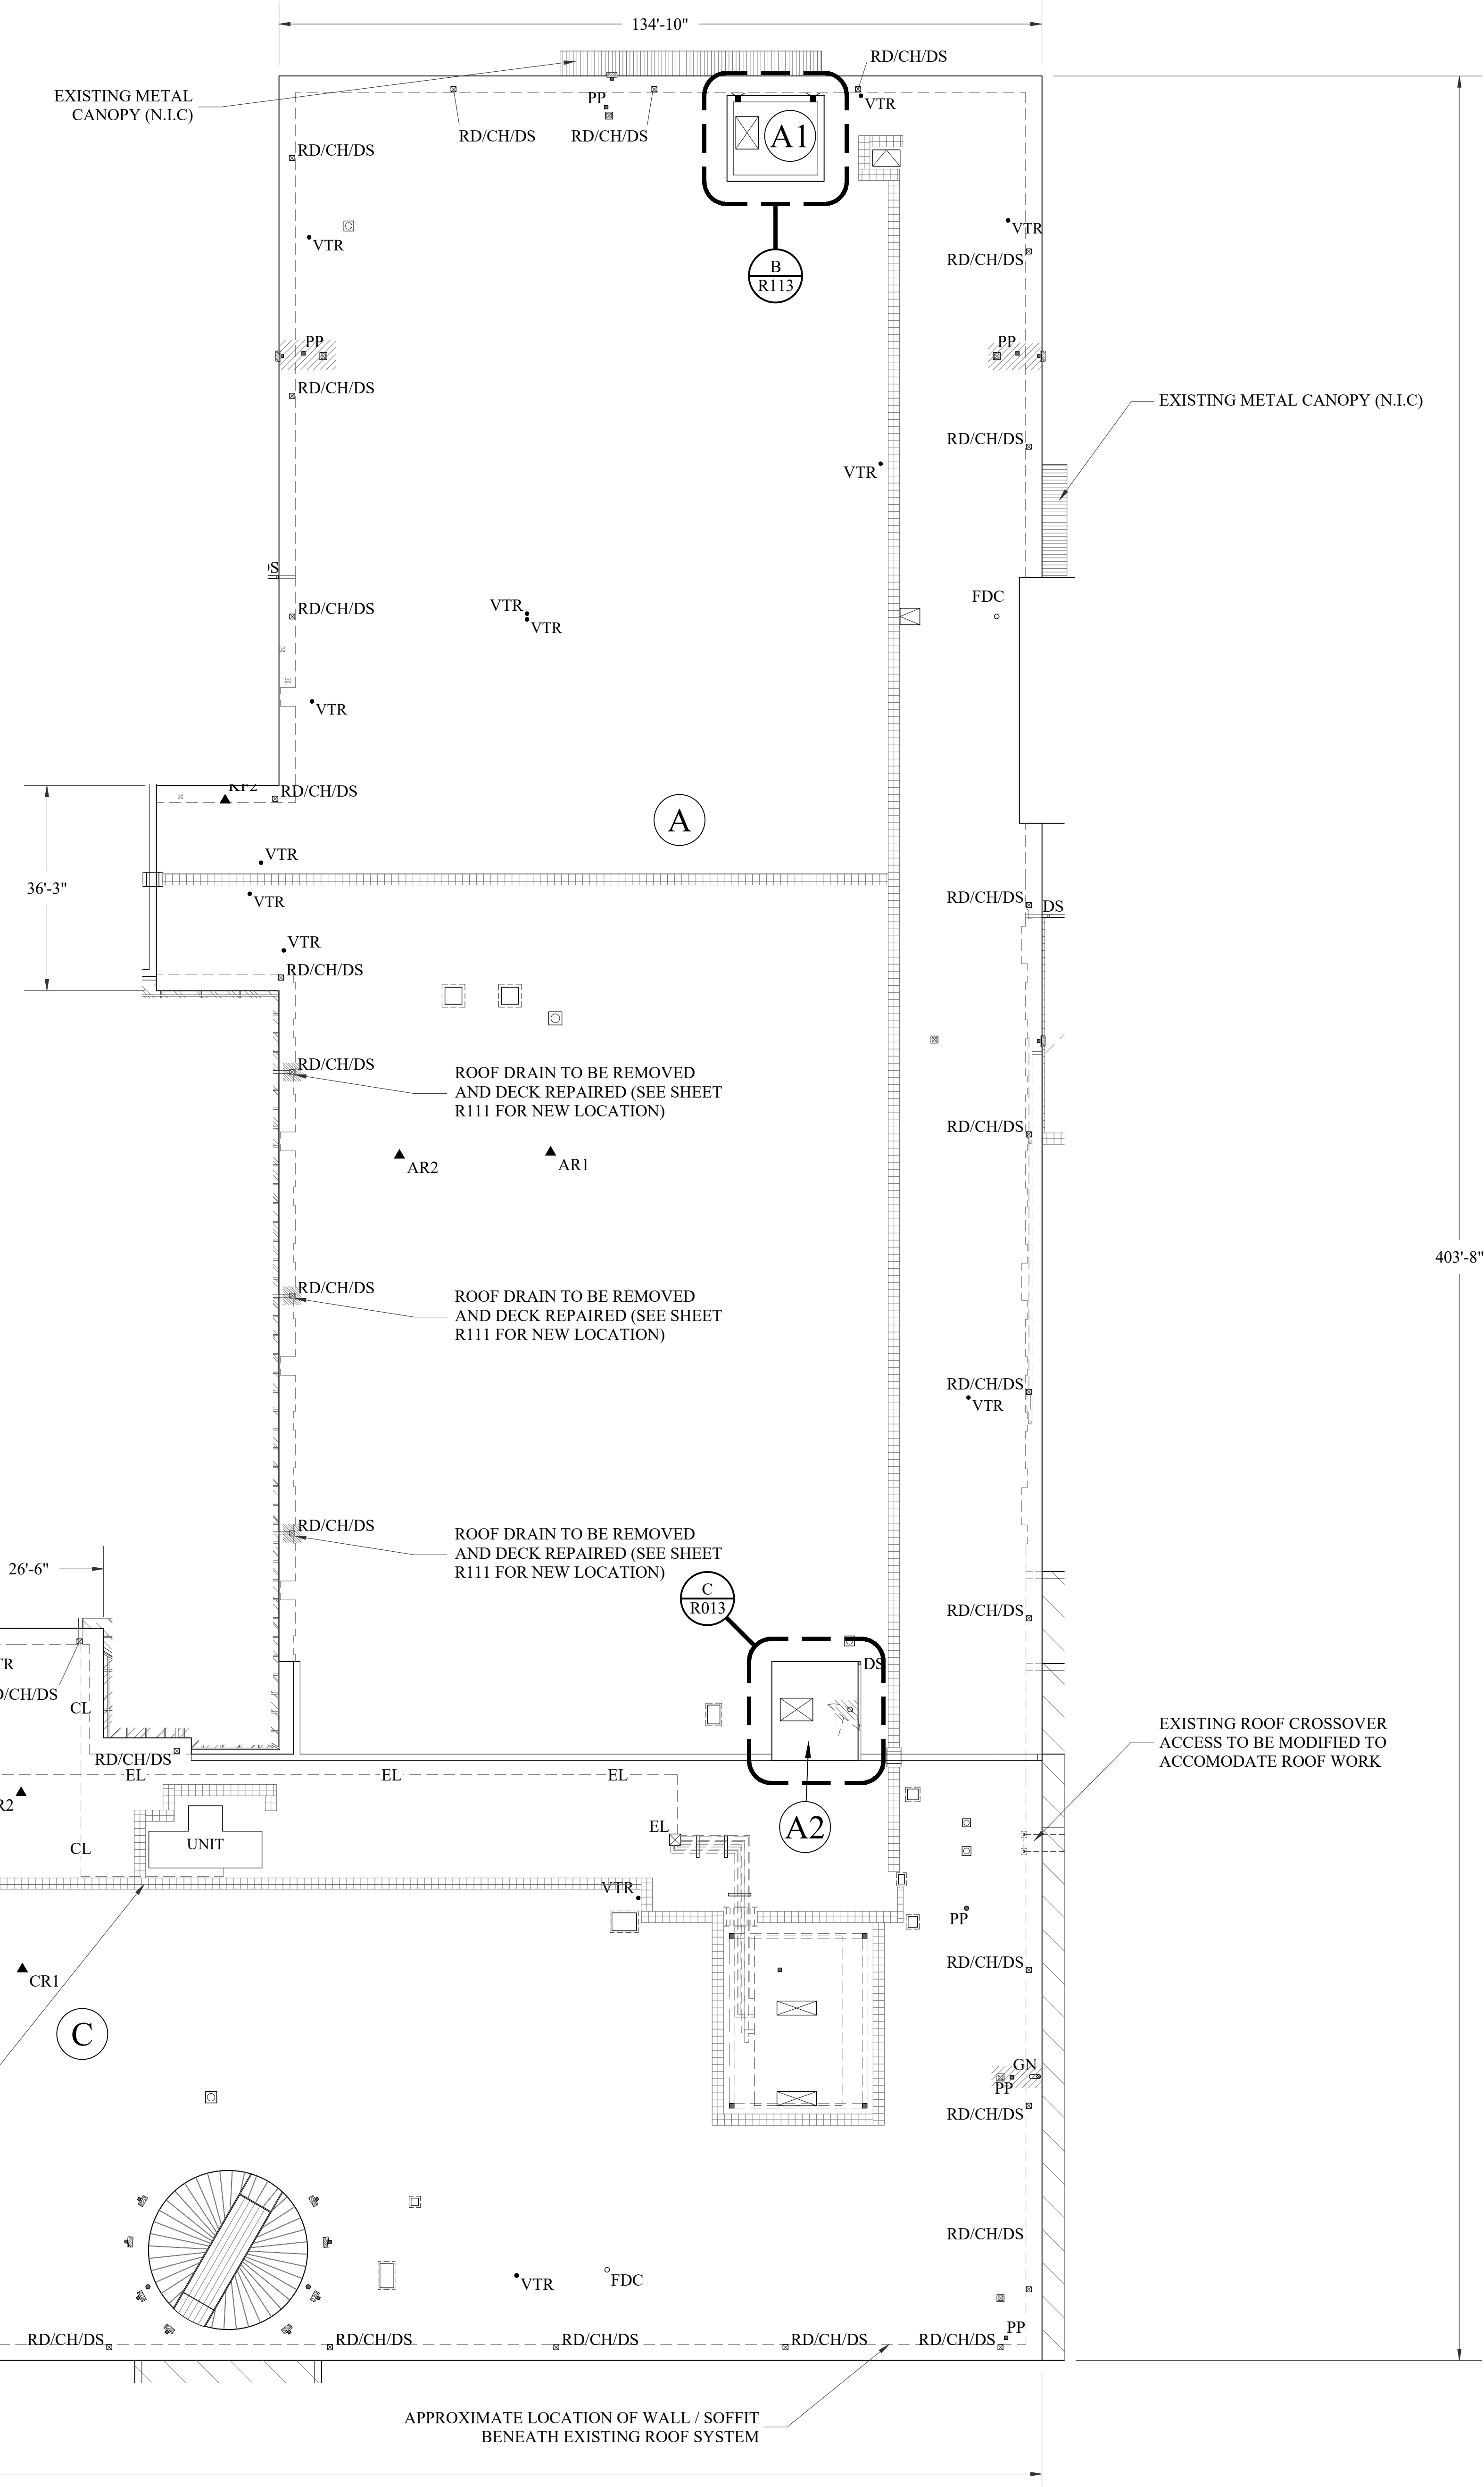 134'-10"
RD/CH/DS
EXISTING METAL
CANOPY (N.I.C)
PP
VTR
RD/CH/DS
RD/CH/DS
A1
RD/CH/DS
VTR
VTR
RD/CH/DS
B
R113
PP
PP
RD/CH/DS
EXISTING METAL CANOPY (N.I.C)
RD/CH/DS
VTR
FDC
VTR
RD/CH/DS
VTR
VTR
RD/CH/DS
A
VTR
36'-3"
VTR
RD/CH/DS
DS
VTR
RD/CH/DS
RD/CH/DS
ROOF DRAIN TO BE REMOVED
AND DECK REPAIRED (SEE SHEET
R111 FOR NEW LOCATION)
RD/CH/DS
AR2
AR1
403'-8"
RD/CH/DS
ROOF DRAIN TO BE REMOVED
AND DECK REPAIRED (SEE SHEET
R111 FOR NEW LOCATION)
RD/CH/DS
VTR
RD/CH/DS
ROOF DRAIN TO BE REMOVED
AND DECK REPAIRED (SEE SHEET
R111 FOR NEW LOCATION)
26'-6"
C
R013
RD/CH/DS
DS
CL
EXISTING ROOF CROSSOVER
ACCESS TO BE MODIFIED TO
ACCOMODATE ROOF WORK
RD/CH/DS
EL
EL
EL
A2
EL
UNIT
CL
VTR
PP
RD/CH/DS
CR1
C
GN
PP
RD/CH/DS
RD/CH/DS
VTR
FDC
PP
RD/CH/DS
RD/CH/DS
RD/CH/DS
RD/CH/DS
RD/CH/DS
APPROXIMATE LOCATION OF WALL / SOFFIT
BENEATH EXISTING ROOF SYSTEM